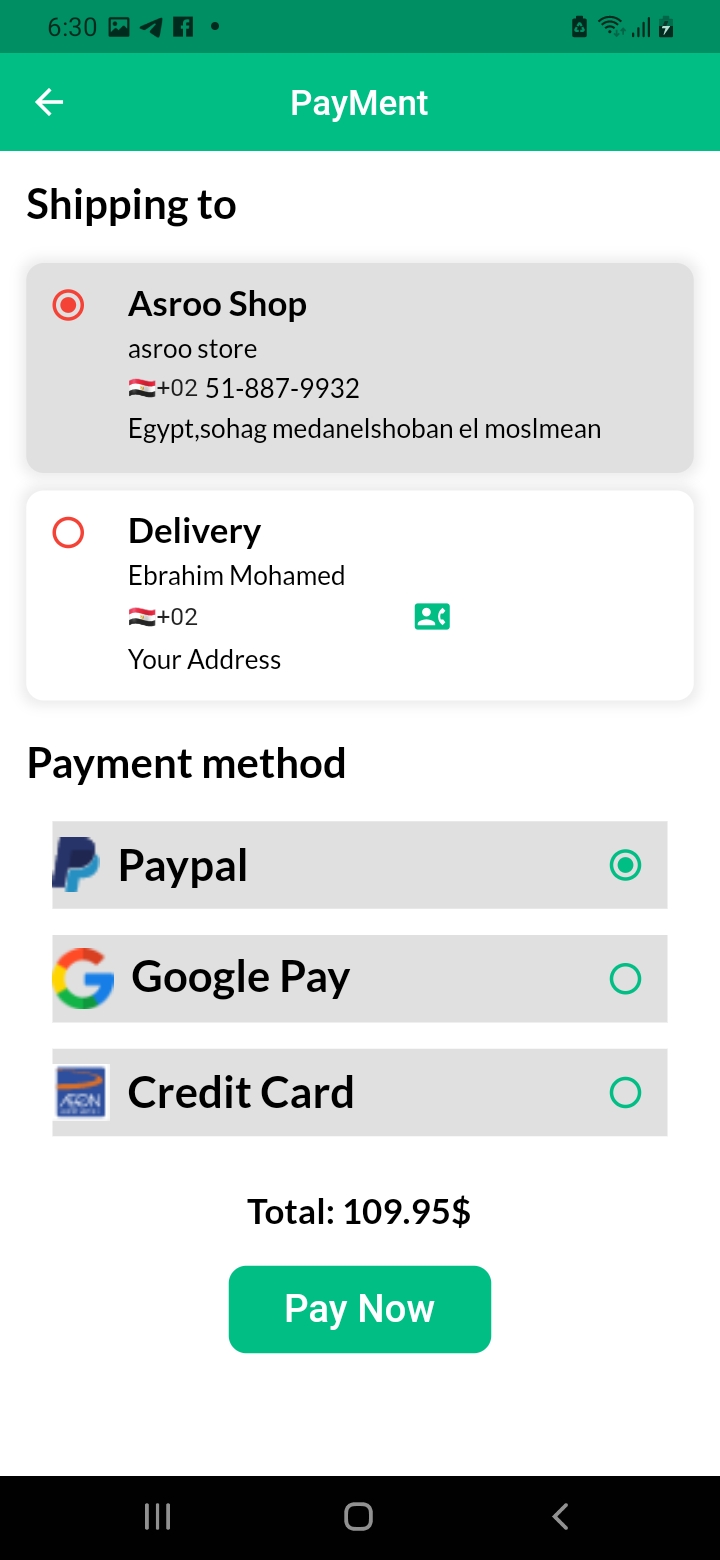 6:30
PayMent
Shipping to
Asroo Shop
asroo store
+02 51-887-9932
Egypt,sohag medanelshoban el moslmean
Delivery
Ebrahim Mohamed
+02
Your Address
Payment method
Paypal
Google Pay
AEON
Credit Card
Total: 109.95$
Pay Now